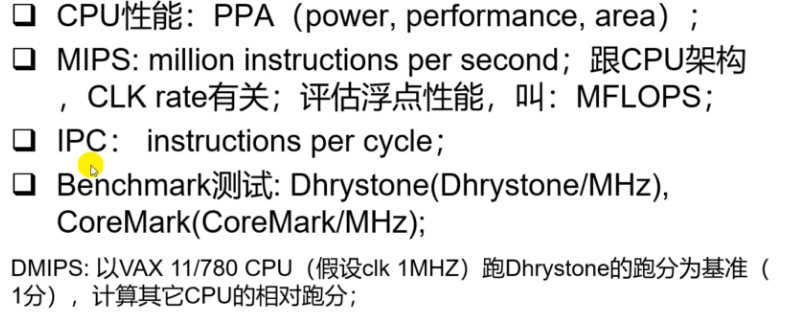 ❑ CPU性能：PPA（power, performance, area）;
❑ MIPS: million instructions per second；跟CPU架构
，CLK rate有关；评估浮点性能，叫：MFLOPS；
❑ IPC： instructions per cycle；
❑ Benchmark测试: Dhrystone(Dhrystone/MHz),
CoreMark(CoreMark/MHz);
DMIPS: 以VAX 11/780 CPU（假设clk 1MHZ）跑Dhrystone的跑分为基准（
1分），计算其它CPU的相对跑分；